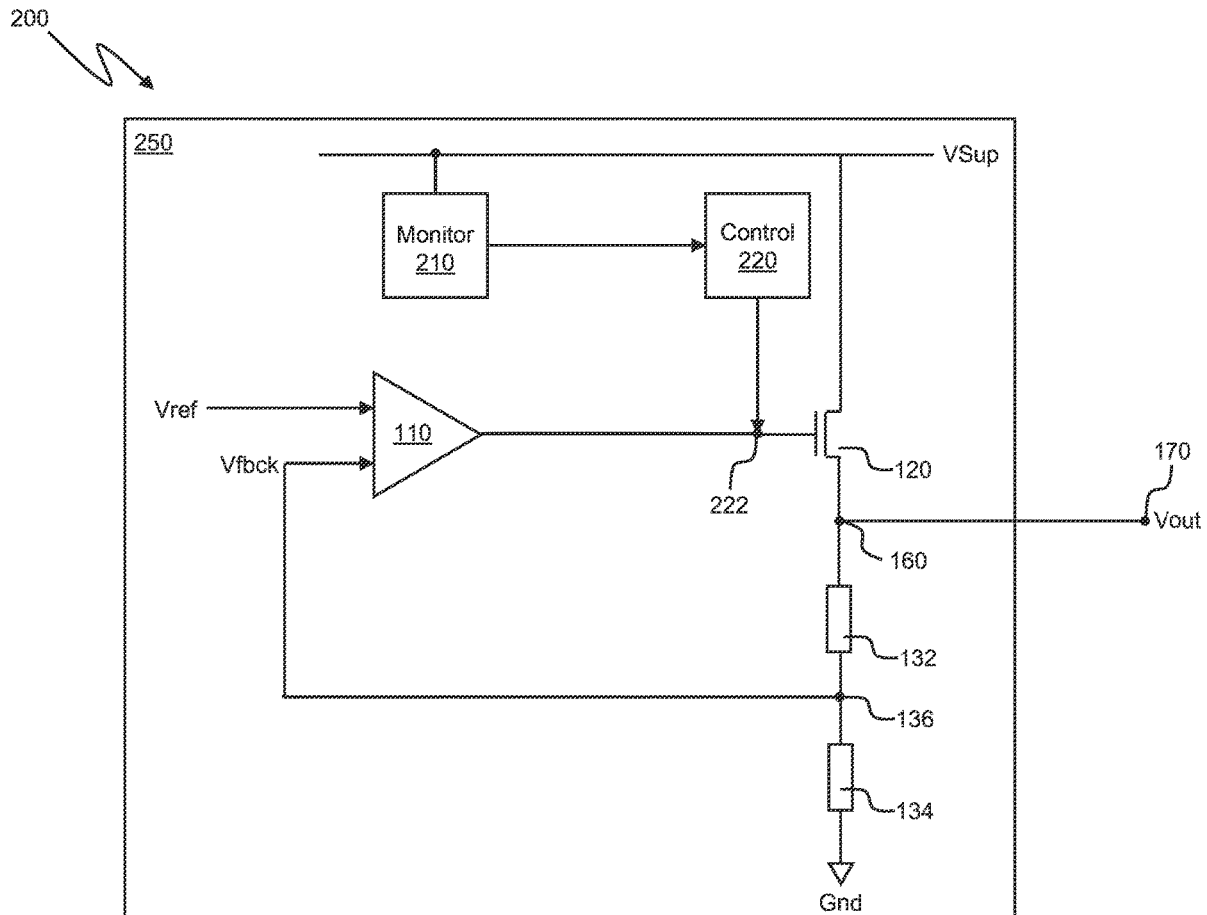 200
250
VSup
Monitor
210
Control
220
Vref
110
Vfbck
222
120
170
Vout
160
132
136
134
Gnd